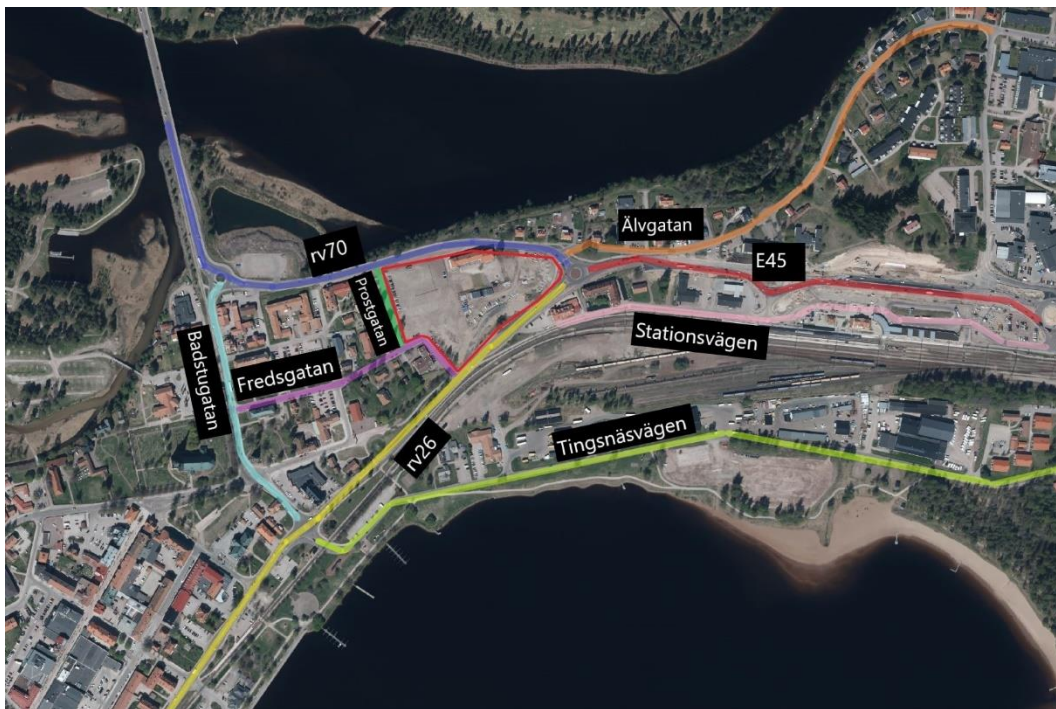 Älvgatan
rv70
E45
Prostgatan
Stationsvägen
Badstugatan
Fredsgatan
rv26
Tingsnäsvägen